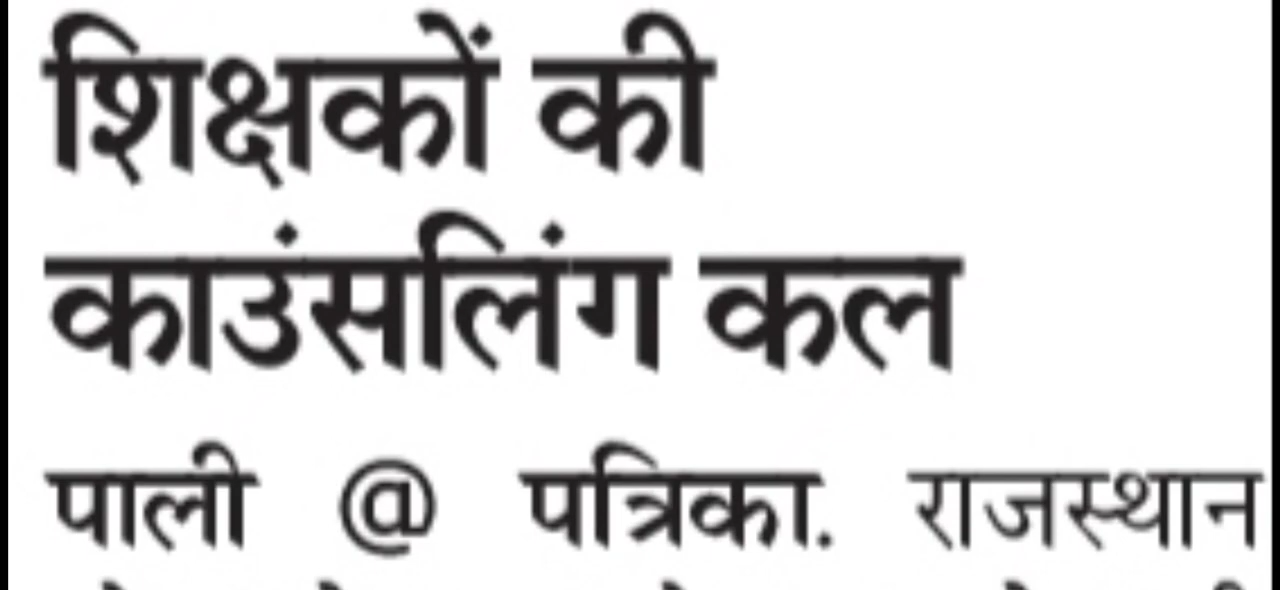 शिक्षकों की
काउंसलिंग कल
पाली @ पत्रिका. राजस्थान